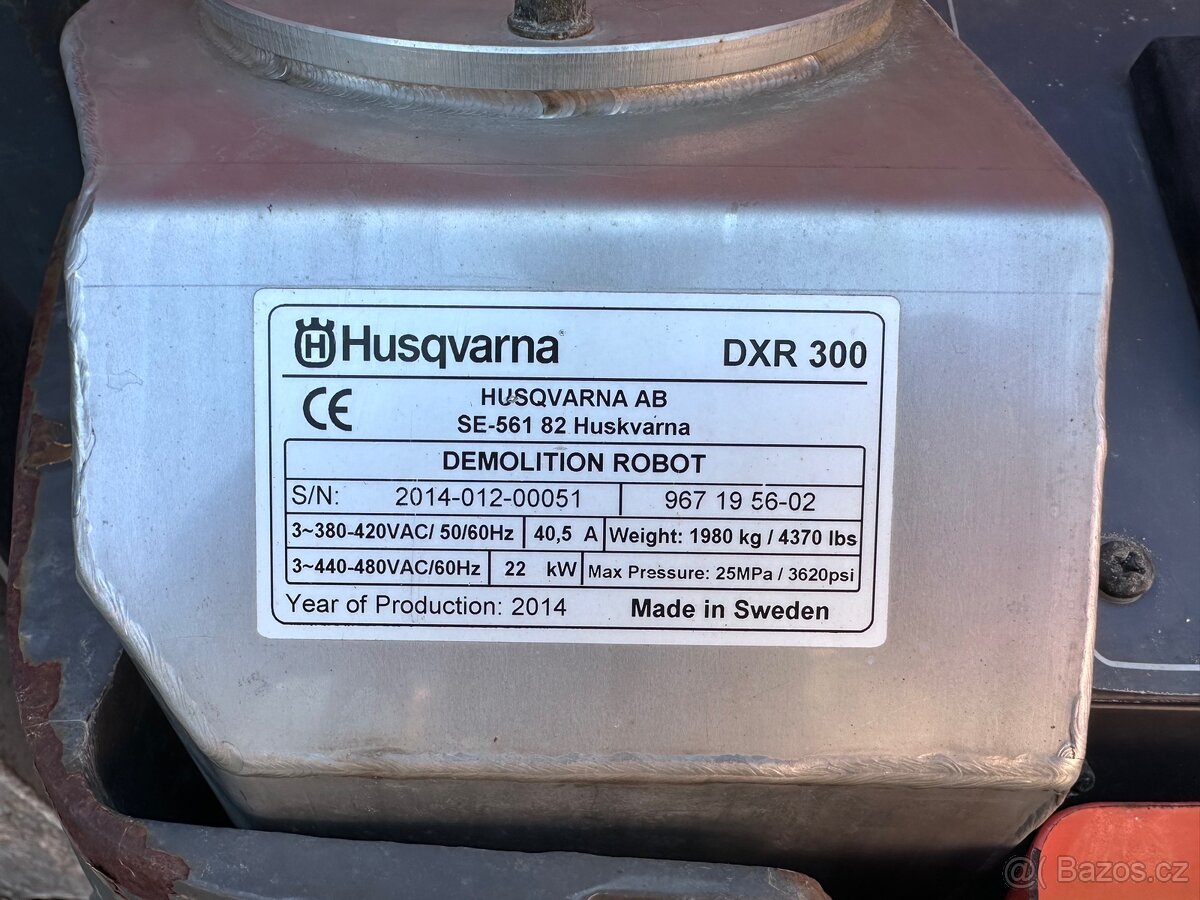 Husqvarna DXR 300
CE HUSQVARNA AB
SE-561 82 Huskvarna
DEMOLITION ROBOT
S/N: 2014-012-00051 967 19 56-02
3~380-420VAC/ 50/60Hz 40,5 A Weight: 1980 kg / 4370 lbs
3~440-480VAC/60Hz 22 kW Max Pressure: 25MPa / 3620psi
Year of Production: 2014 Made in Sweden
Bazos.cz